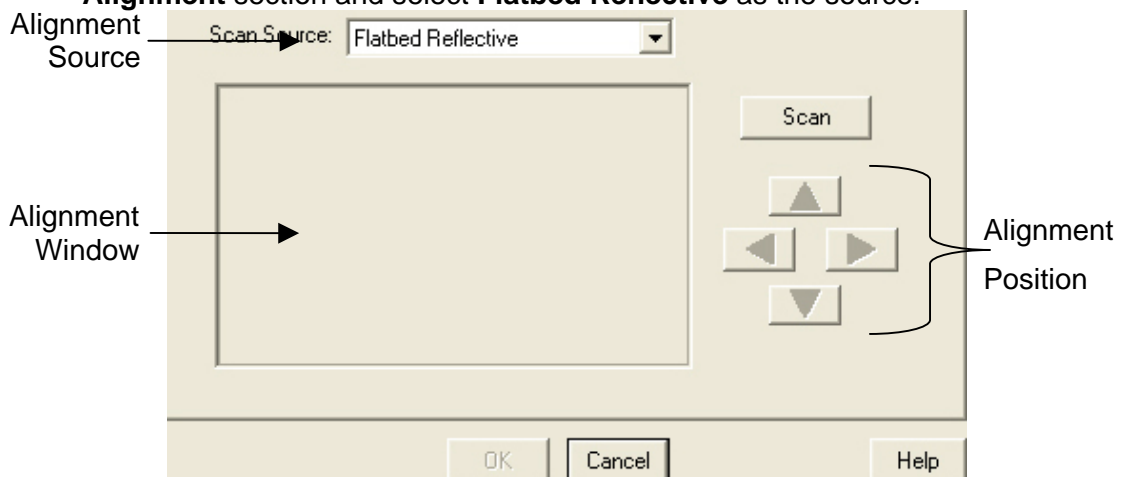 Alignment section and select Flatbed Reflective as the source.
Alignment
Source
Scan Source: Flatbed Reflective
Scan
Alignment
Window
Alignment
Position
OK Cancel Help